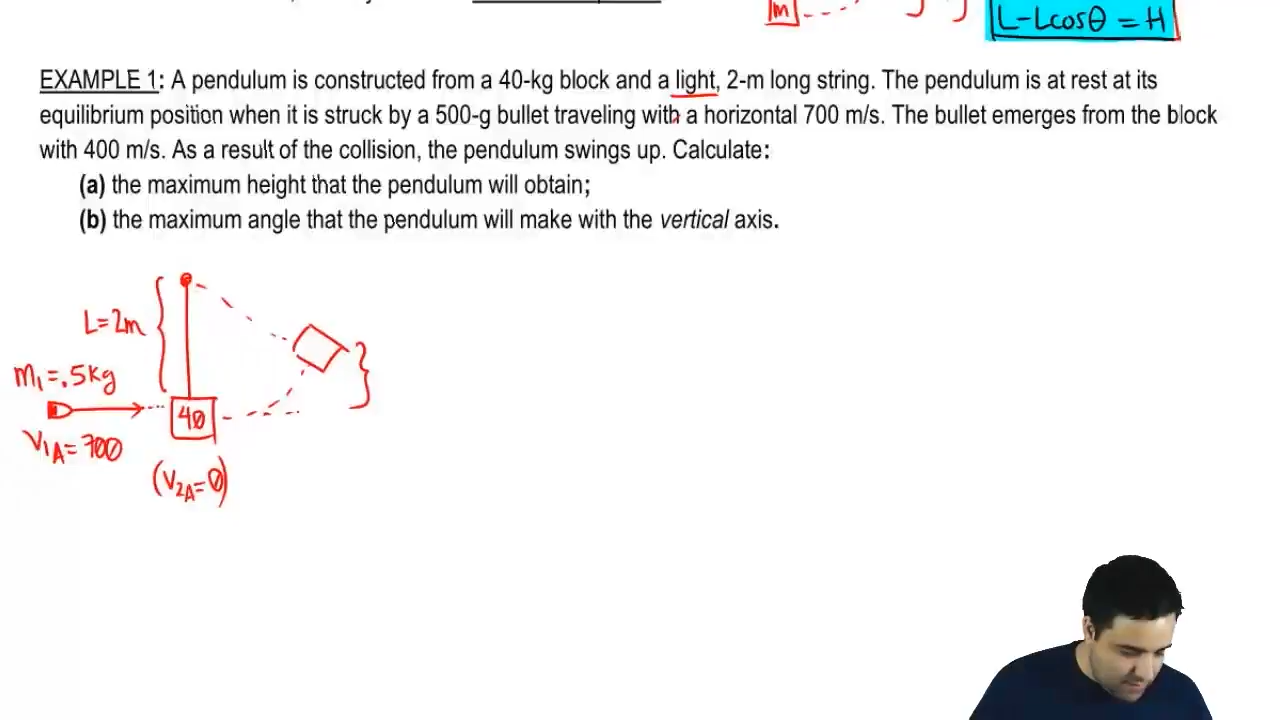 m
L-Lcosθ = H
EXAMPLE 1: A pendulum is constructed from a 40-kg block and a light, 2-m long string. The pendulum is at rest at its
equilibrium position when it is struck by a 500-g bullet traveling with a horizontal 700 m/s. The bullet emerges from the block
with 400 m/s. As a result of the collision, the pendulum swings up. Calculate:
(a) the maximum height that the pendulum will obtain;
(b) the maximum angle that the pendulum will make with the vertical axis.
L=2m
m₁=.5kg
40
V₁A=700
(V₂A=0)